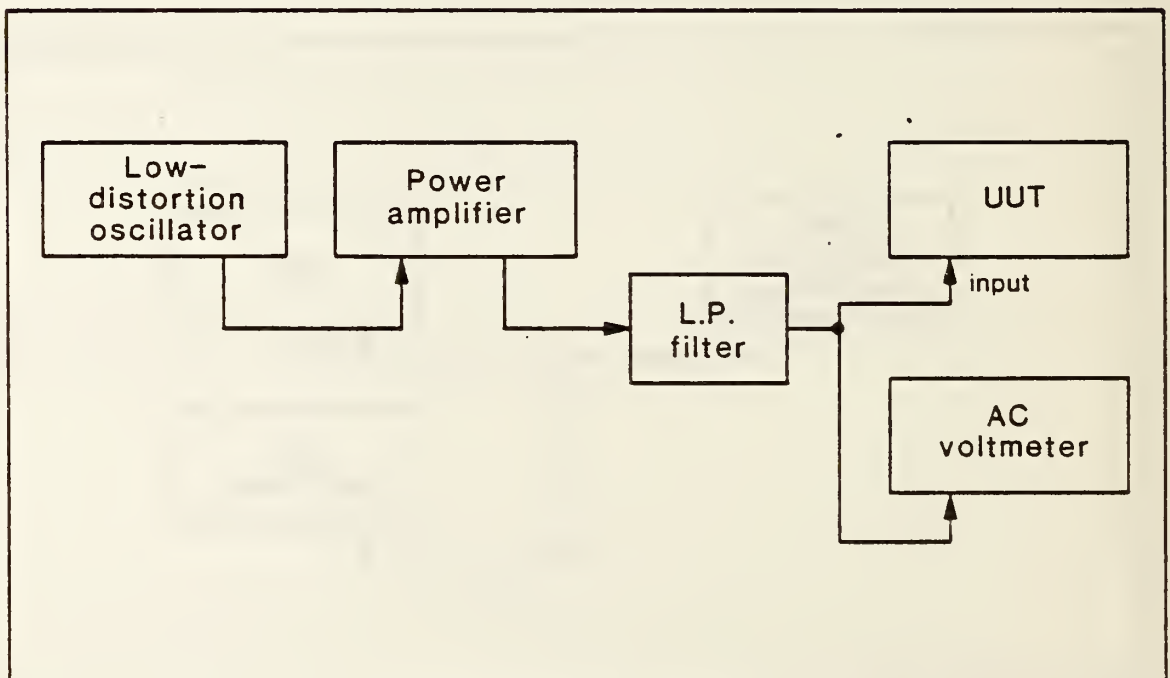 Low-
distortion
oscillator
Power
amplifier
L.P.
filter
UUT
input
AC
voltmeter